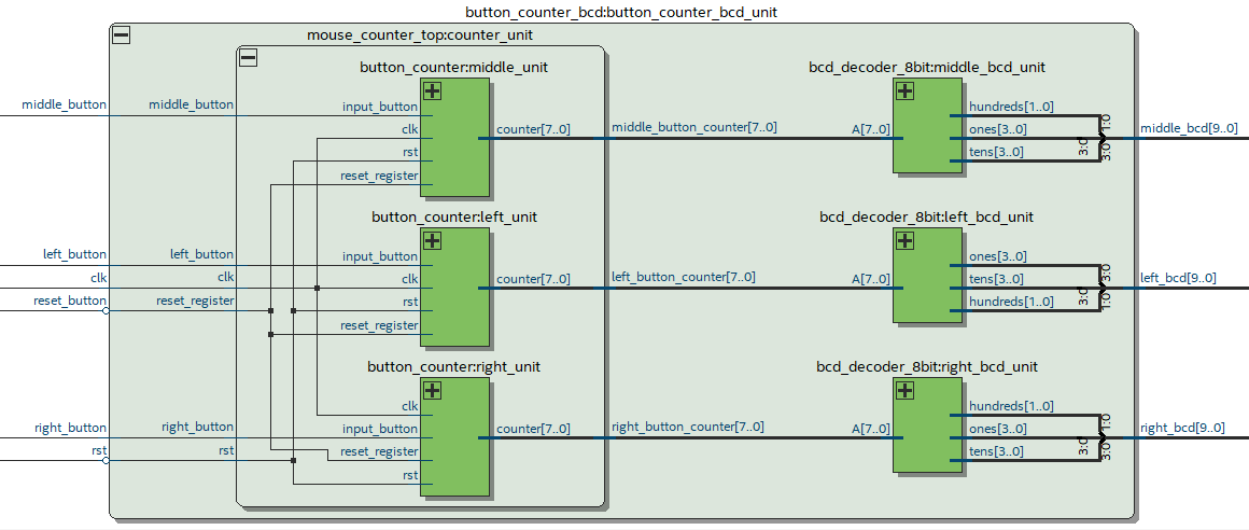 button_counter_bcd:button_counter_bcd_unit
mouse_counter_top:counter_unit
button_counter:middle_unit
bcd_decoder_8bit:middle_bcd_unit
middle_button
middle_button
input_button
clk
rst
reset_register
counter[7..0]
middle_button_counter[7..0]
A[7..0]
hundreds[1..0]
ones[3..0]
tens[3..0]
1:0
3:0
3:0
middle_bcd[9..0]
button_counter:left_unit
bcd_decoder_8bit:left_bcd_unit
left_button
left_button
clk
clk
reset_button
reset_register
input_button
clk
rst
reset_register
counter[7..0]
left_button_counter[7..0]
A[7..0]
ones[3..0]
tens[3..0]
hundreds[1..0]
3:0
3:0
1:0
left_bcd[9..0]
button_counter:right_unit
bcd_decoder_8bit:right_bcd_unit
right_button
right_button
rst
rst
clk
input_button
reset_register
rst
counter[7..0]
right_button_counter[7..0]
A[7..0]
hundreds[1..0]
ones[3..0]
tens[3..0]
1:0
3:0
3:0
right_bcd[9..0]